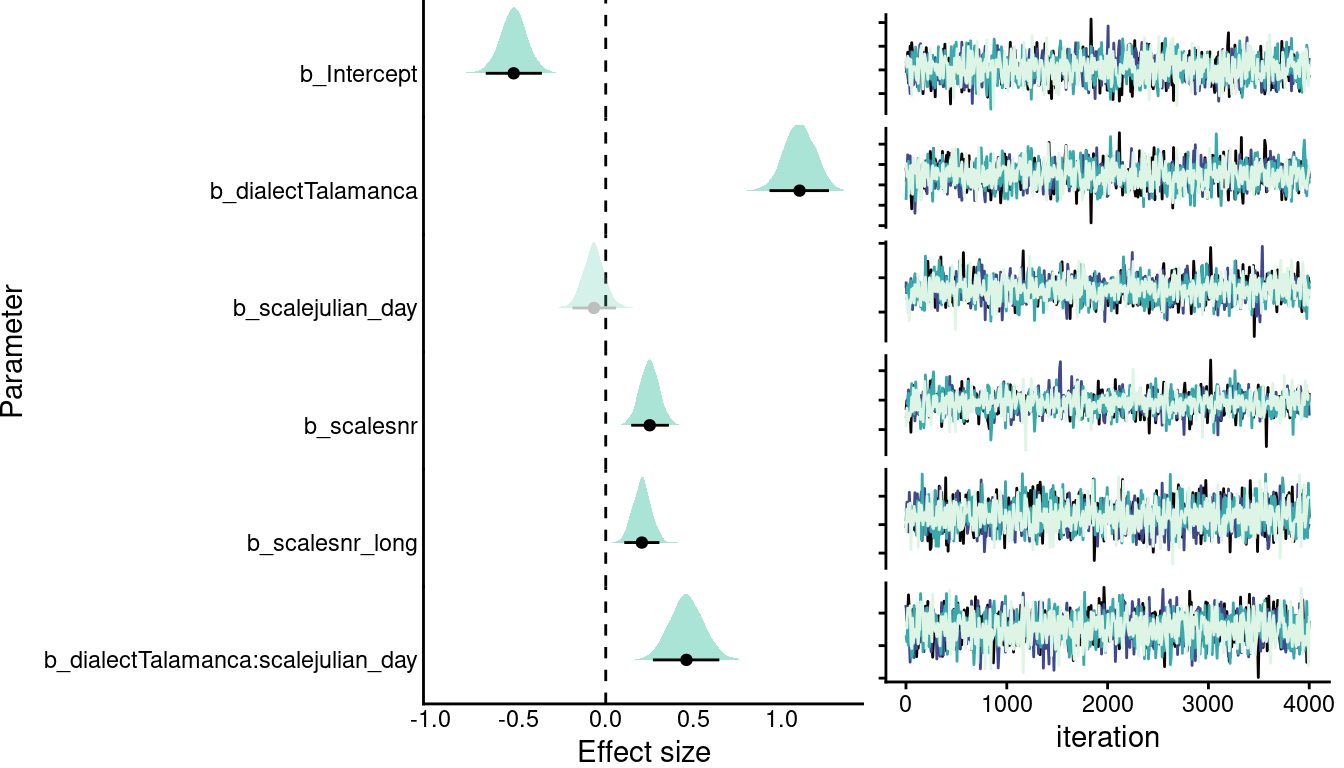 Parameter
b_Intercept
b_dialectTalamanca
b_scalejulian_day
b_scalesnr
b_scalesnr_long
b_dialectTalamanca:scalejulian_day
-1.0 -0.5 0.0 0.5 1.0
Effect size
0 1000 2000 3000 4000
iteration